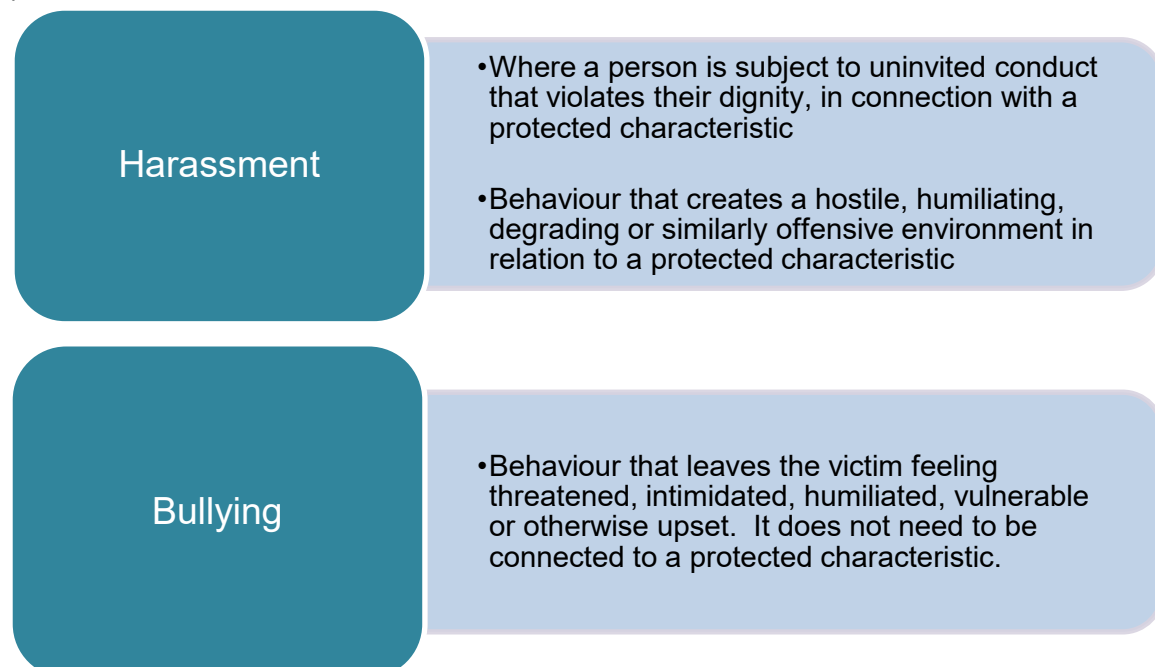 Harassment
•Where a person is subject to uninvited conduct
that violates their dignity, in connection with a
protected characteristic
•Behaviour that creates a hostile, humiliating,
degrading or similarly offensive environment in
relation to a protected characteristic
Bullying
•Behaviour that leaves the victim feeling
threatened, intimidated, humiliated, vulnerable
or otherwise upset.  It does not need to be
connected to a protected characteristic.